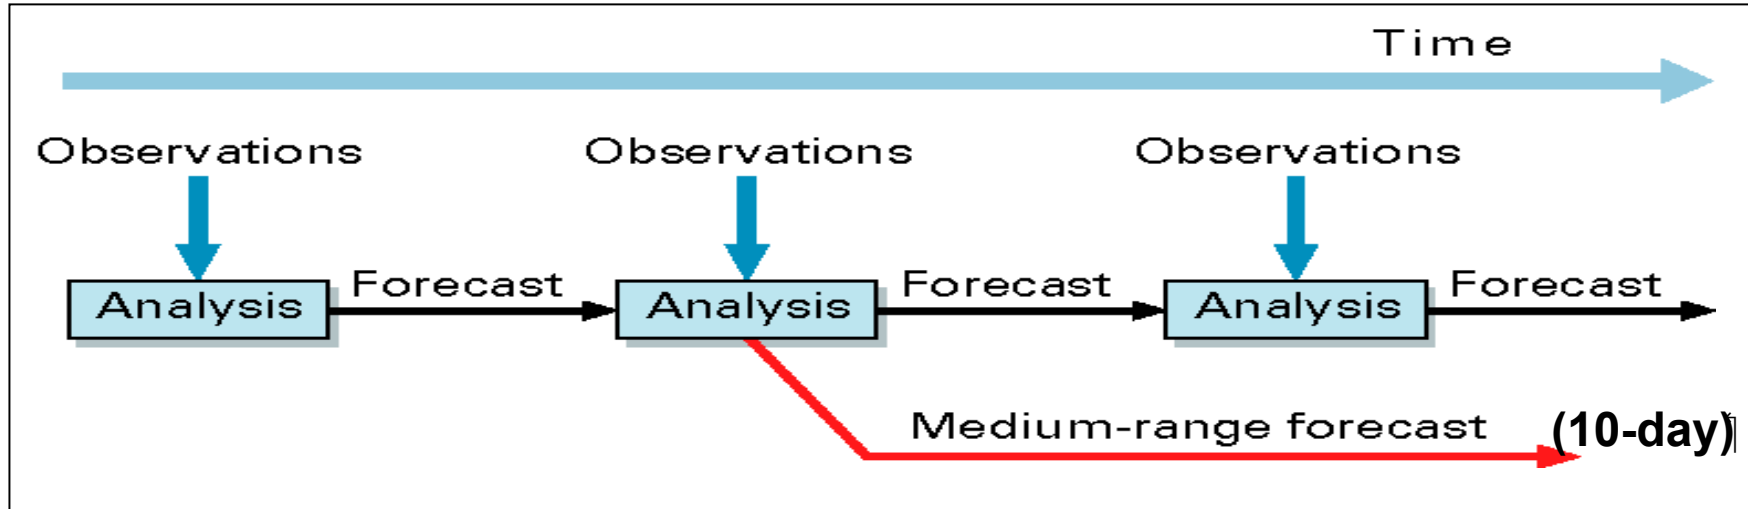 Time
Observations Observations Observations
Analysis Forecast Analysis Forecast Analysis Forecast
Medium-range forecast (10-day)